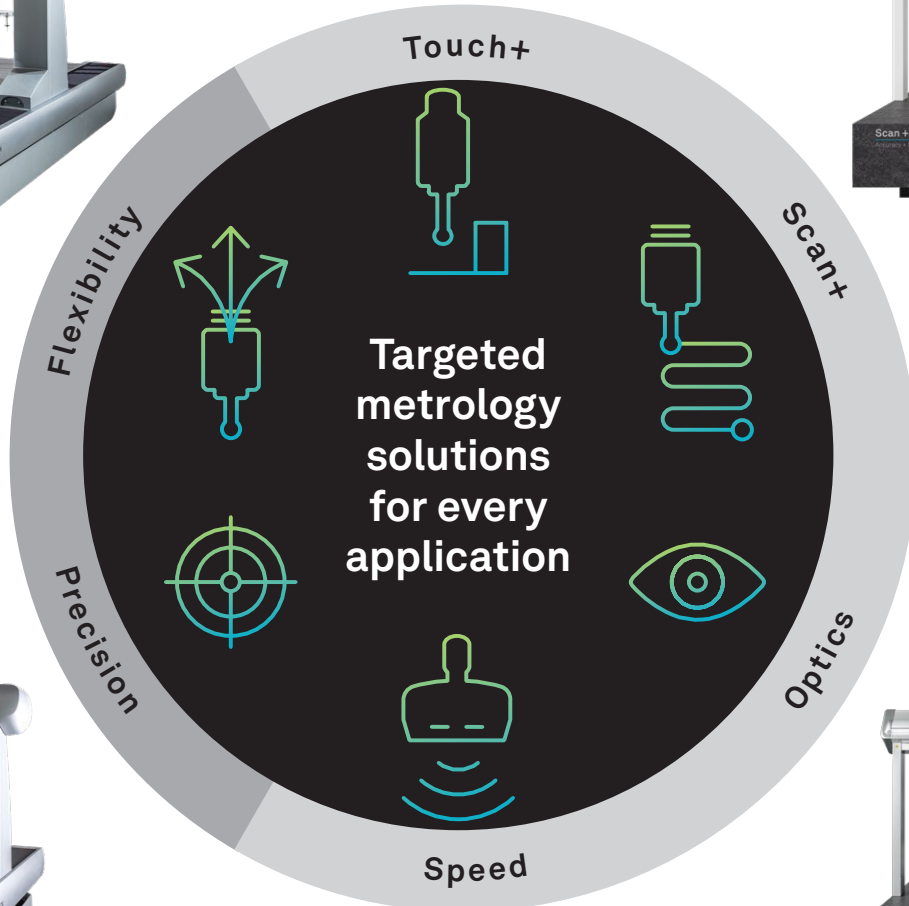 Touch+
Scan+
Scan+
Flexibility
Targeted
metrology
solutions
for every
application
Precision
Optics
Speed